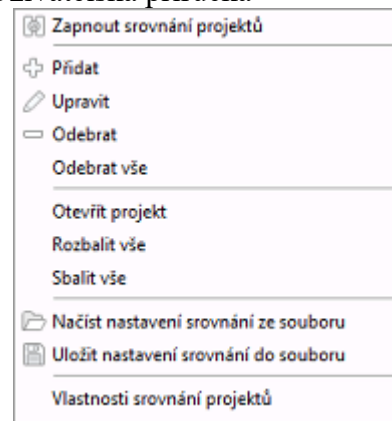 Zapnout srovnání projektů
Přidat
Upravit
Odebrat
Odebrat vše
Otevřít projekt
Rozbalit vše
Sbalit vše
Načíst nastavení srovnání ze souboru
Uložit nastavení srovnání do souboru
Vlastnosti srovnání projektů